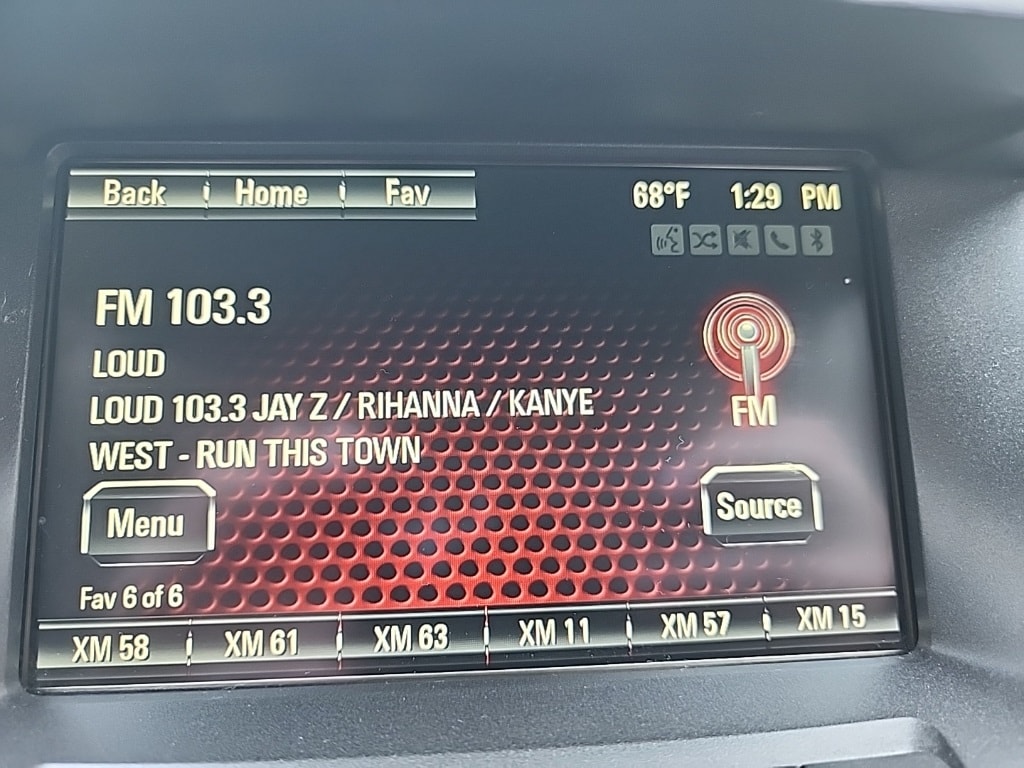 Back Home Fav 68°F 1:29 PM
FM 103.3
LOUD
LOUD 103.3 JAY Z / RIHANNA / KANYE
WEST - RUN THIS TOWN
FM
Menu Source
Fav 6 of 6
XM 58 XM 61 XM 63 XM 11 XM 57 XM 15